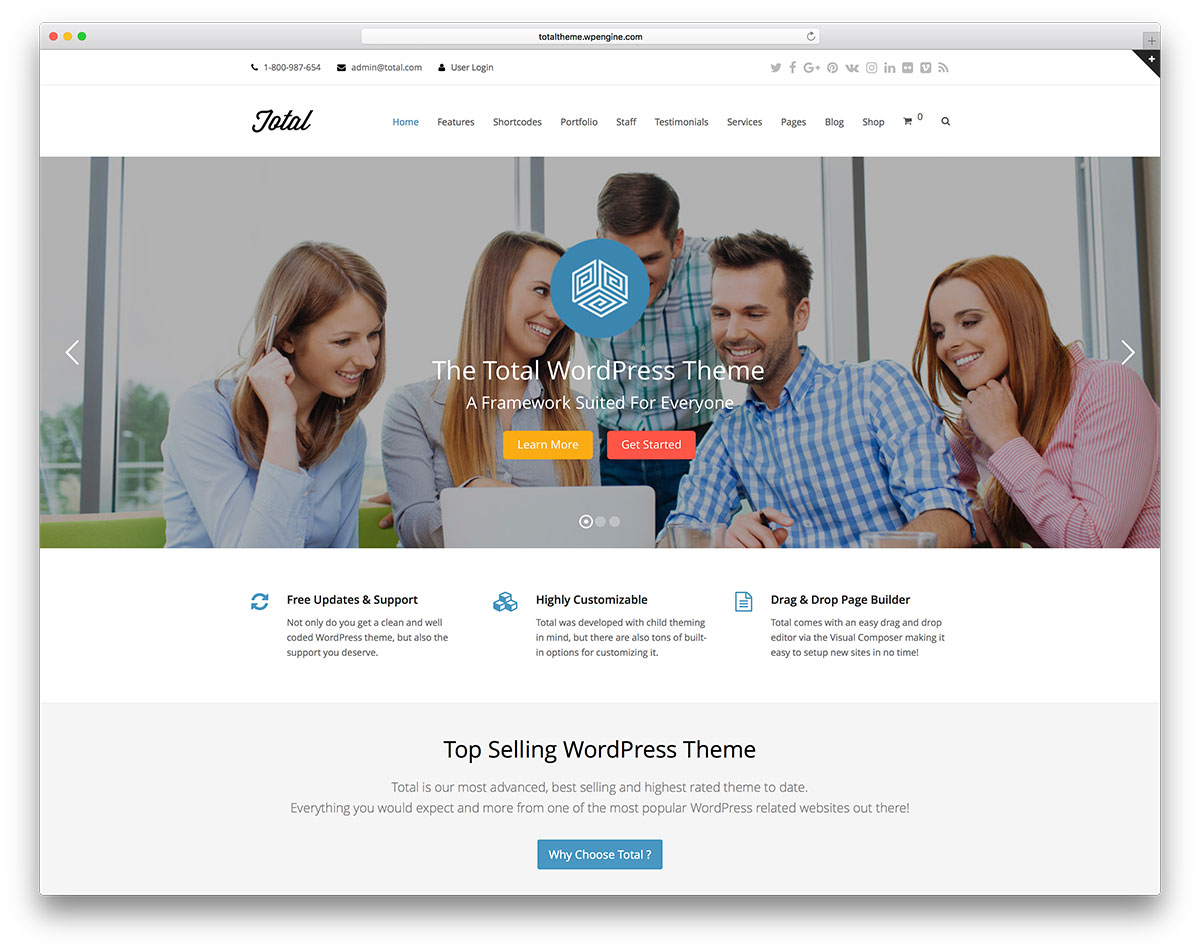 totaltheme.wpengine.com
1-800-987-654 admin@total.com User Login
Total Home Features Shortcodes Portfolio Staff Testimonials Services Pages Blog Shop 0
The Total WordPress Theme
A Framework Suited For Everyone
Learn More Get Started
Free Updates & Support
Not only do you get a clean and well
coded WordPress theme, but also the
support you deserve.
Highly Customizable
Total was developed with child theming
in mind, but there are also tons of built-
in options for customizing it.
Drag & Drop Page Builder
Total comes with an easy drag and drop
editor via the Visual Composer making it
easy to setup new sites in no time!
Top Selling WordPress Theme
Total is our most advanced, best selling and highest rated theme to date.
Everything you would expect and more from one of the most popular WordPress related websites out there!
Why Choose Total ?